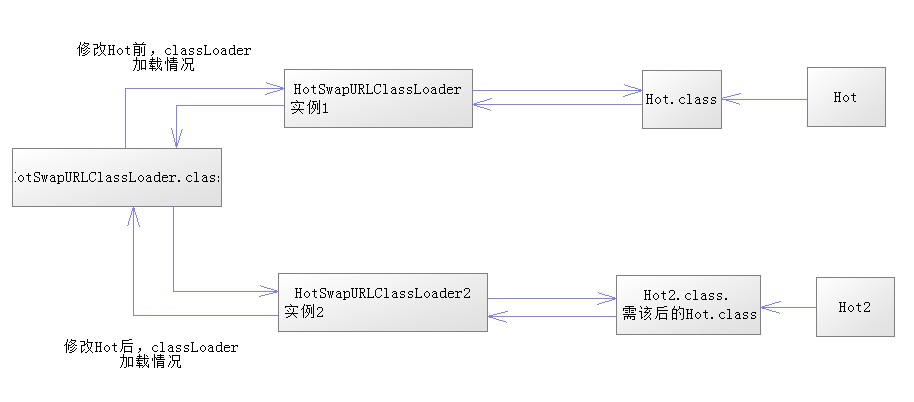 修改Hot前，classLoader
加载情况
HotSwapURLClassLoader
实例1
Hot.class
Hot
otSwapURLClassLoader.clas
HotSwapURLClassLoader2
实例2
Hot2.class.
需该后的Hot.class
Hot2
修改Hot后，classLoader
加载情况